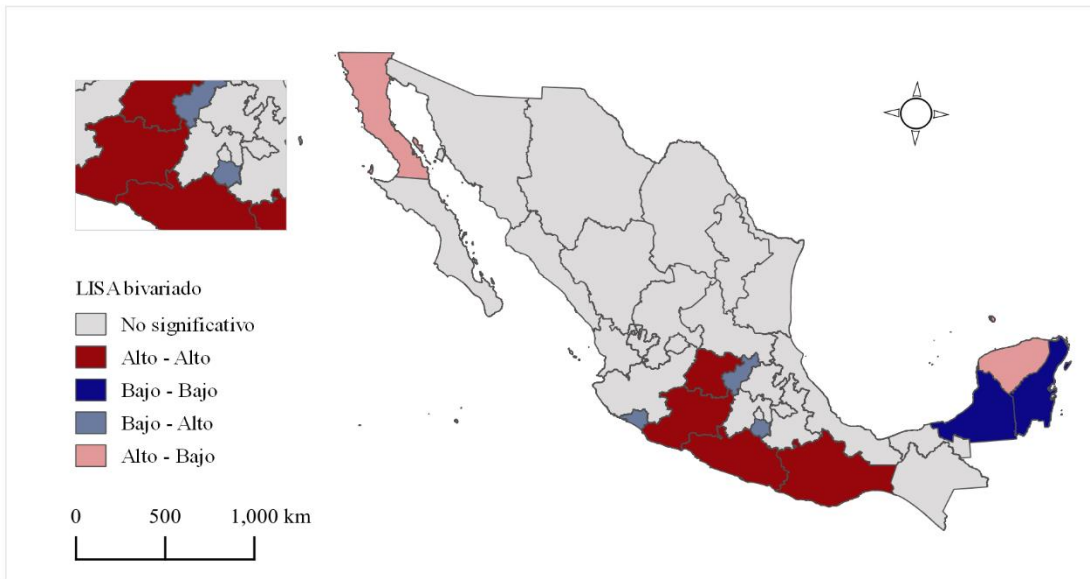 LISA bivariado
No significativo
Alto - Alto
Bajo - Bajo
Bajo - Alto
Alto - Bajo
0 500 1,000 km